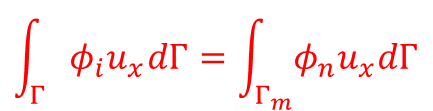 ∫_Γ ϕ_i u_x dΓ = ∫_{Γ_m} ϕ_n u_x dΓ